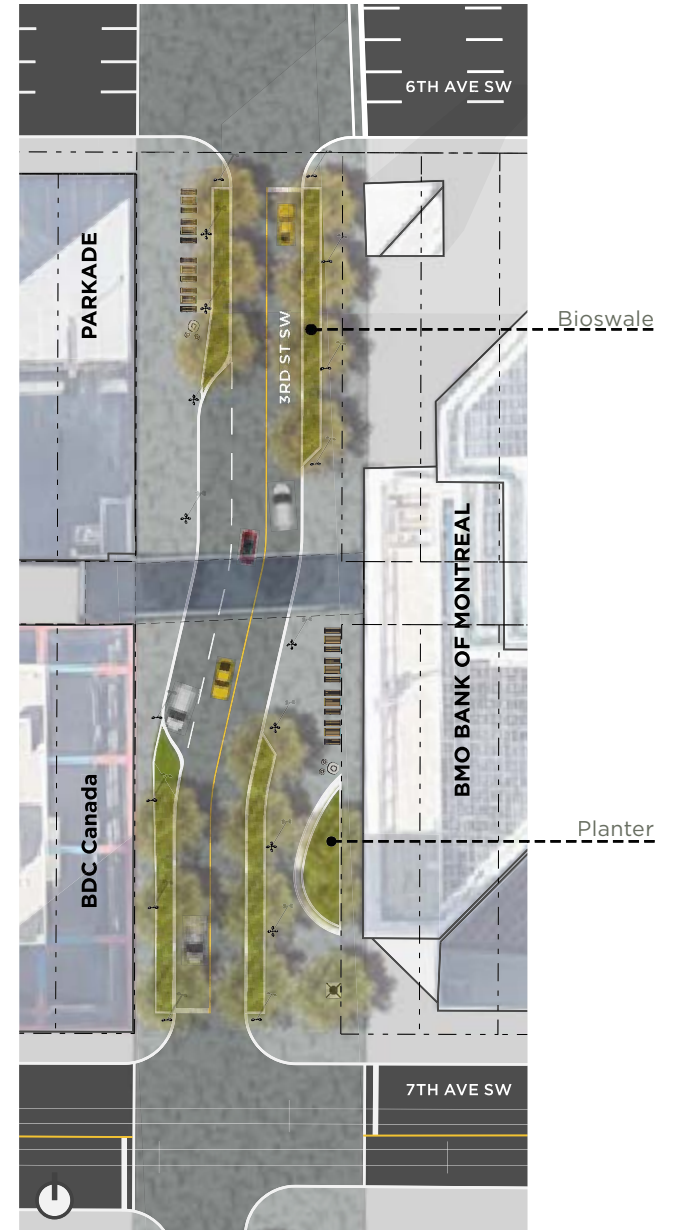 6TH AVE SW
PARKADE
3RD ST SW
Bioswale
BMO BANK OF MONTREAL
BDC Canada
Planter
7TH AVE SW